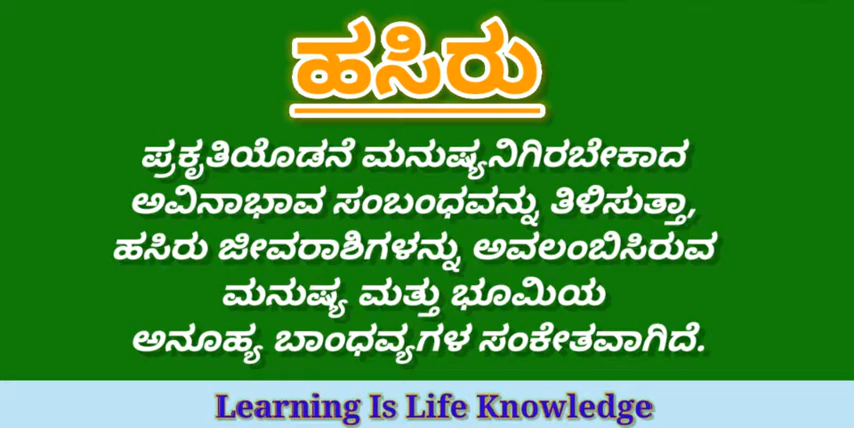 ಹಸಿರು
ಪ್ರಕೃತಿಯೊಡನೆ ಮನುಷ್ಯನಿಗಿರಬೇಕಾದ
ಅವಿನಾಭಾವ ಸಂಬಂಧವನ್ನು ತಿಳಿಸುತ್ತಾ,
ಹಸಿರು ಜೀವರಾಶಿಗಳನ್ನು ಅವಲಂಬಿಸಿರುವ
ಮನುಷ್ಯ ಮತ್ತು ಭೂಮಿಯ
ಅನೂಹ್ಯ ಬಾಂಧವ್ಯಗಳ ಸಂಕೇತವಾಗಿದೆ.
Learning Is Life Knowledge